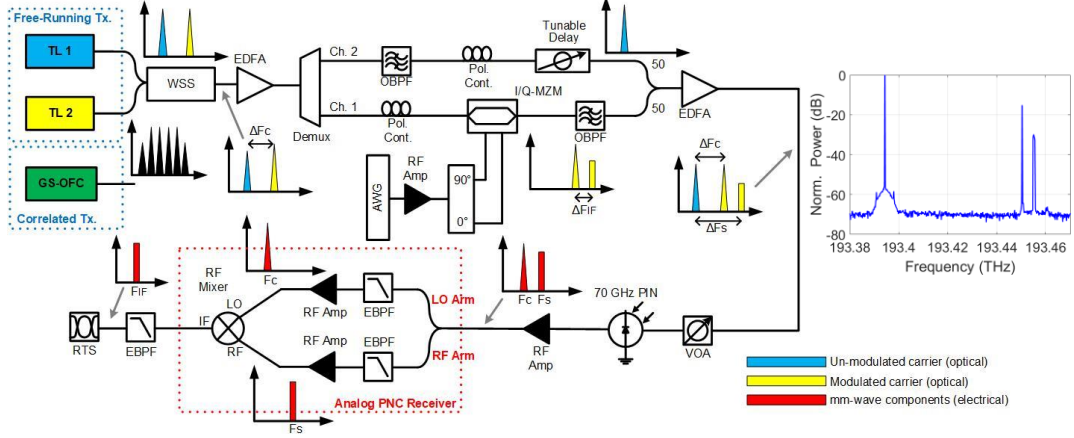 Free-Running Tx.
TL 1
TL 2
GS-OFC
Correlated Tx.
WSS
EDFA
ΔFc
Demux
Ch. 2
Ch. 1
OBPF
Pol.
Cont.
Tunable
Delay
Pol.
Cont.
I/Q-MZM
OBPF
50
50
EDFA
AWG
RF
Amp
90°
0°
ΔFIF
ΔFc
ΔFs
Norm. Power (dB)
0
-20
-40
-60
-80
193.38
193.4
193.42
193.44
193.46
Frequency (THz)
FIF
RTS
EBPF
IF
RF
Mixer
LO
RF
Fc
RF Amp
EBPF
LO Arm
RF Amp
EBPF
RF Arm
Fs
Analog PNC Receiver
Fc
Fs
RF
Amp
70 GHz PIN
VOA
Un-modulated carrier (optical)
Modulated carrier (optical)
mm-wave components (electrical)